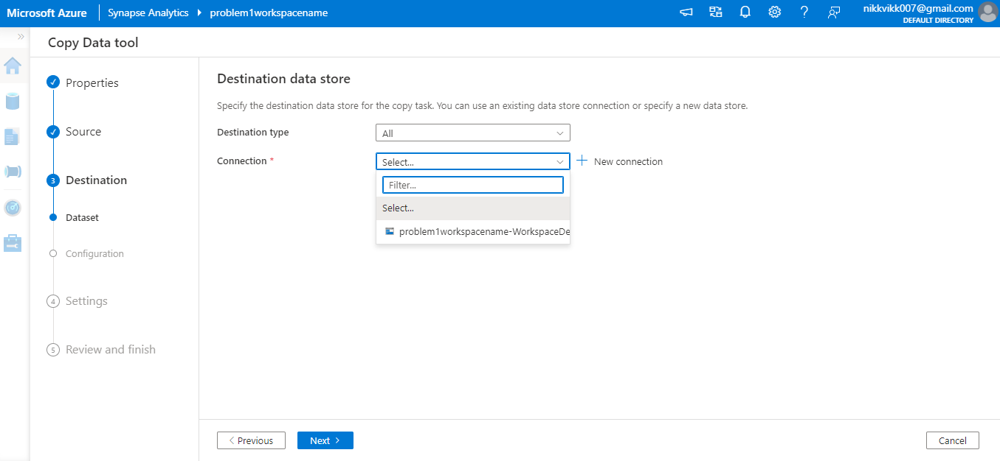 Microsoft Azure
Synapse Analytics
problem1workspacename
nikkvikk007@gmail.com
DEFAULT DIRECTORY
Copy Data tool
Properties
Source
3 Destination
Dataset
Configuration
4 Settings
5 Review and finish
Destination data store
Specify the destination data store for the copy task. You can use an existing data store connection or specify a new data store.
Destination type
All
Connection *
Select...
New connection
Filter...
Select...
problem1workspacename-WorkspaceDe
Previous
Next
Cancel